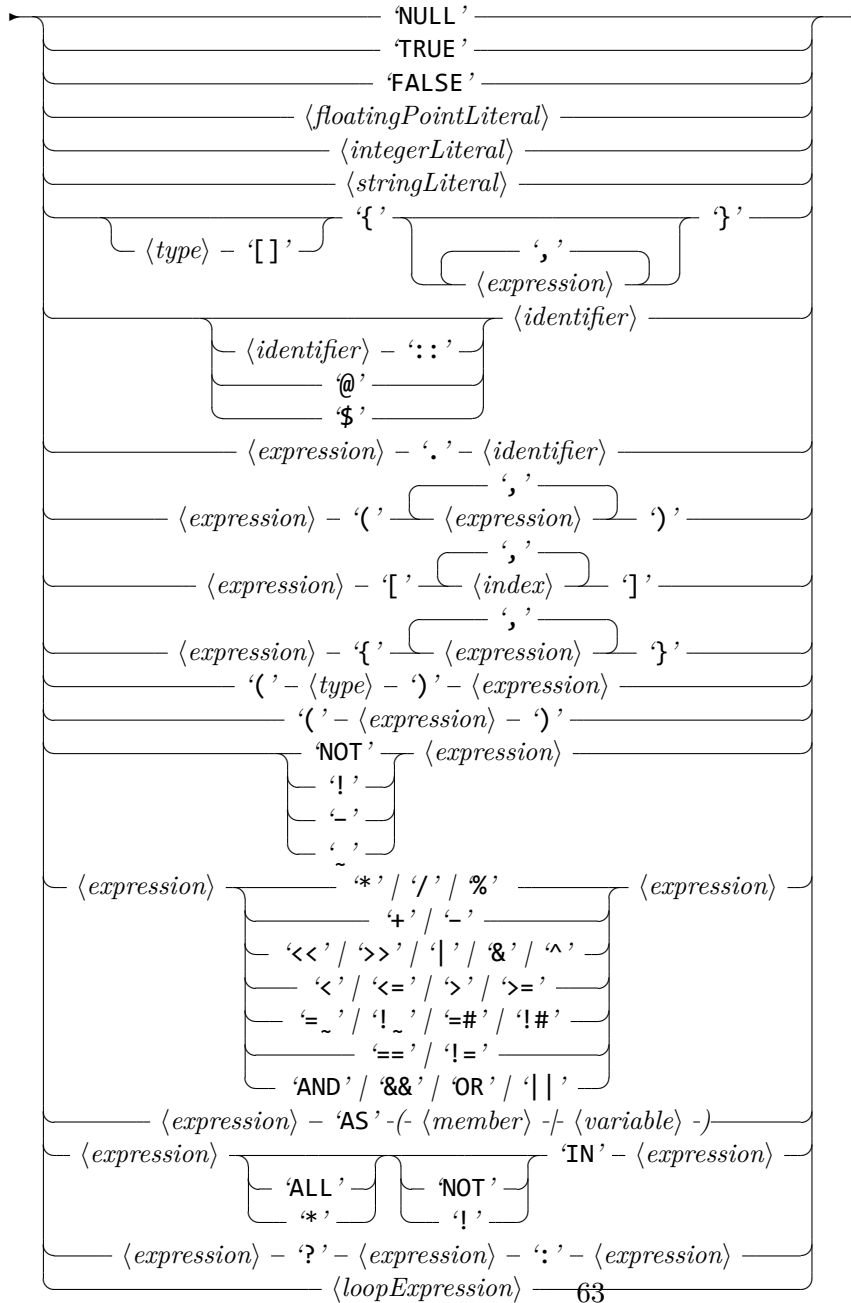 ‘NULL’
‘TRUE’
‘FALSE’
⟨floatingPointLiteral⟩
⟨integerLiteral⟩
⟨stringLiteral⟩
‘{’ ‘}’
⟨type⟩ – ‘[]’ ‘,’
⟨expression⟩
⟨identifier⟩
⟨identifier⟩ – ‘::’
‘@’
‘$’
⟨expression⟩ – ‘.’ – ⟨identifier⟩
‘,’
⟨expression⟩ – ‘(’ ⟨expression⟩ ‘)’
‘,’
⟨expression⟩ – ‘[’ ⟨index⟩ ‘]’
‘,’
⟨expression⟩ – ‘{’ ⟨expression⟩ ‘}’
‘(’ – ⟨type⟩ – ‘)’ – ⟨expression⟩
‘(’ – ⟨expression⟩ – ‘)’
‘NOT’ ⟨expression⟩
‘!’
‘–’
‘~’
⟨expression⟩ ‘*’ / ‘/’ / ‘%’ ⟨expression⟩
‘+’ / ‘–’
‘<<’ / ‘>>’ / ‘|’ / ‘&’ / ‘^’
‘<’ / ‘<=’ / ‘>’ / ‘>=’
‘=~’ / ‘!~’ / ‘=#’ / ‘!#’
‘==’ / ‘!=’
‘AND’ / ‘&&’ / ‘OR’ / ‘||’
⟨expression⟩ – ‘AS’ -(- ⟨member⟩ -/- ⟨variable⟩ -)
⟨expression⟩ ‘IN’ – ⟨expression⟩
‘ALL’ ‘NOT’
‘*’ ‘!’
⟨expression⟩ – ‘?’ – ⟨expression⟩ – ‘:’ – ⟨expression⟩
⟨loopExpression⟩ 63